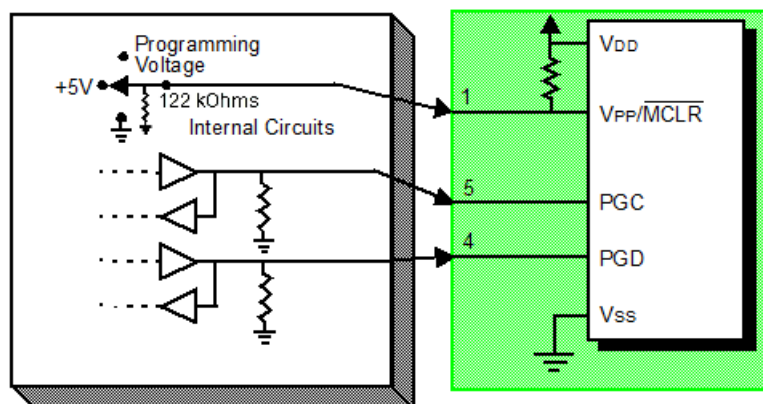 Programming
Voltage
+5V
122 kOhms
Internal Circuits
1
5
4
VDD
VPP/MCLR
PGC
PGD
VSS